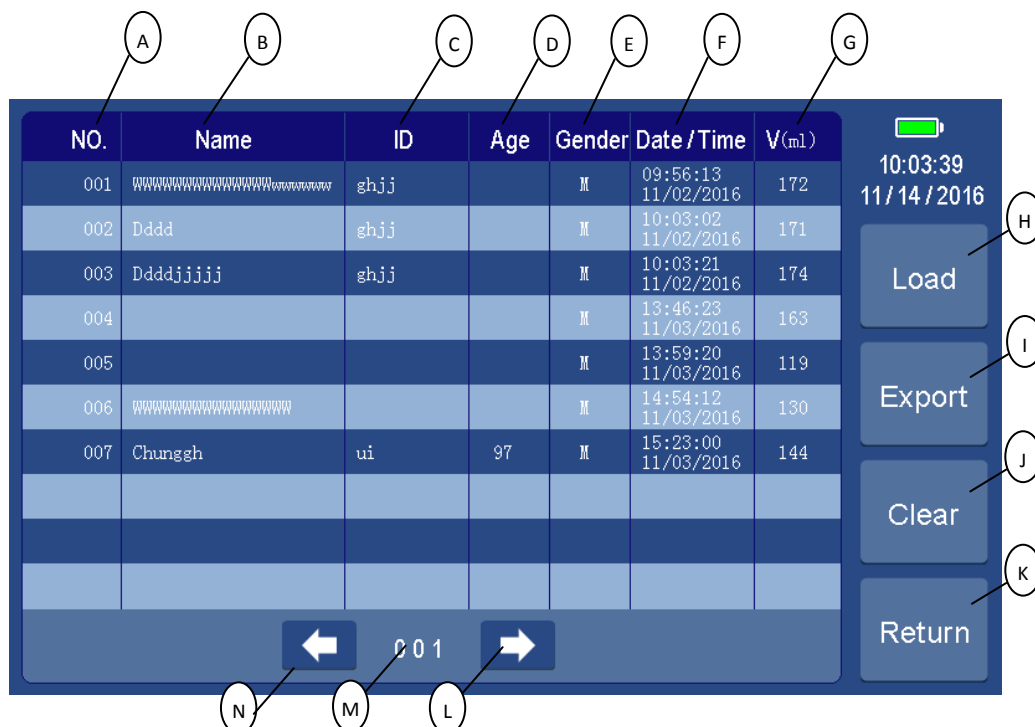 A B C D E F G
NO. Name ID Age Gender Date / Time V(ml)
10:03:39
11/14/2016
001 WWWWWWWWWWWWWWwwwwww ghjj M 09:56:13 11/02/2016 172
002 Dddd ghjj M 10:03:02 11/02/2016 171
003 Ddddjjjjj ghjj M 10:03:21 11/02/2016 174
004 M 13:46:23 11/03/2016 163
005 M 13:59:20 11/03/2016 119
006 WWWWWWWWWWWWWWWW M 14:54:12 11/03/2016 130
007 Chunggh ui 97 M 15:23:00 11/03/2016 144
001
H
Load
I
Export
J
Clear
K
Return
N M L